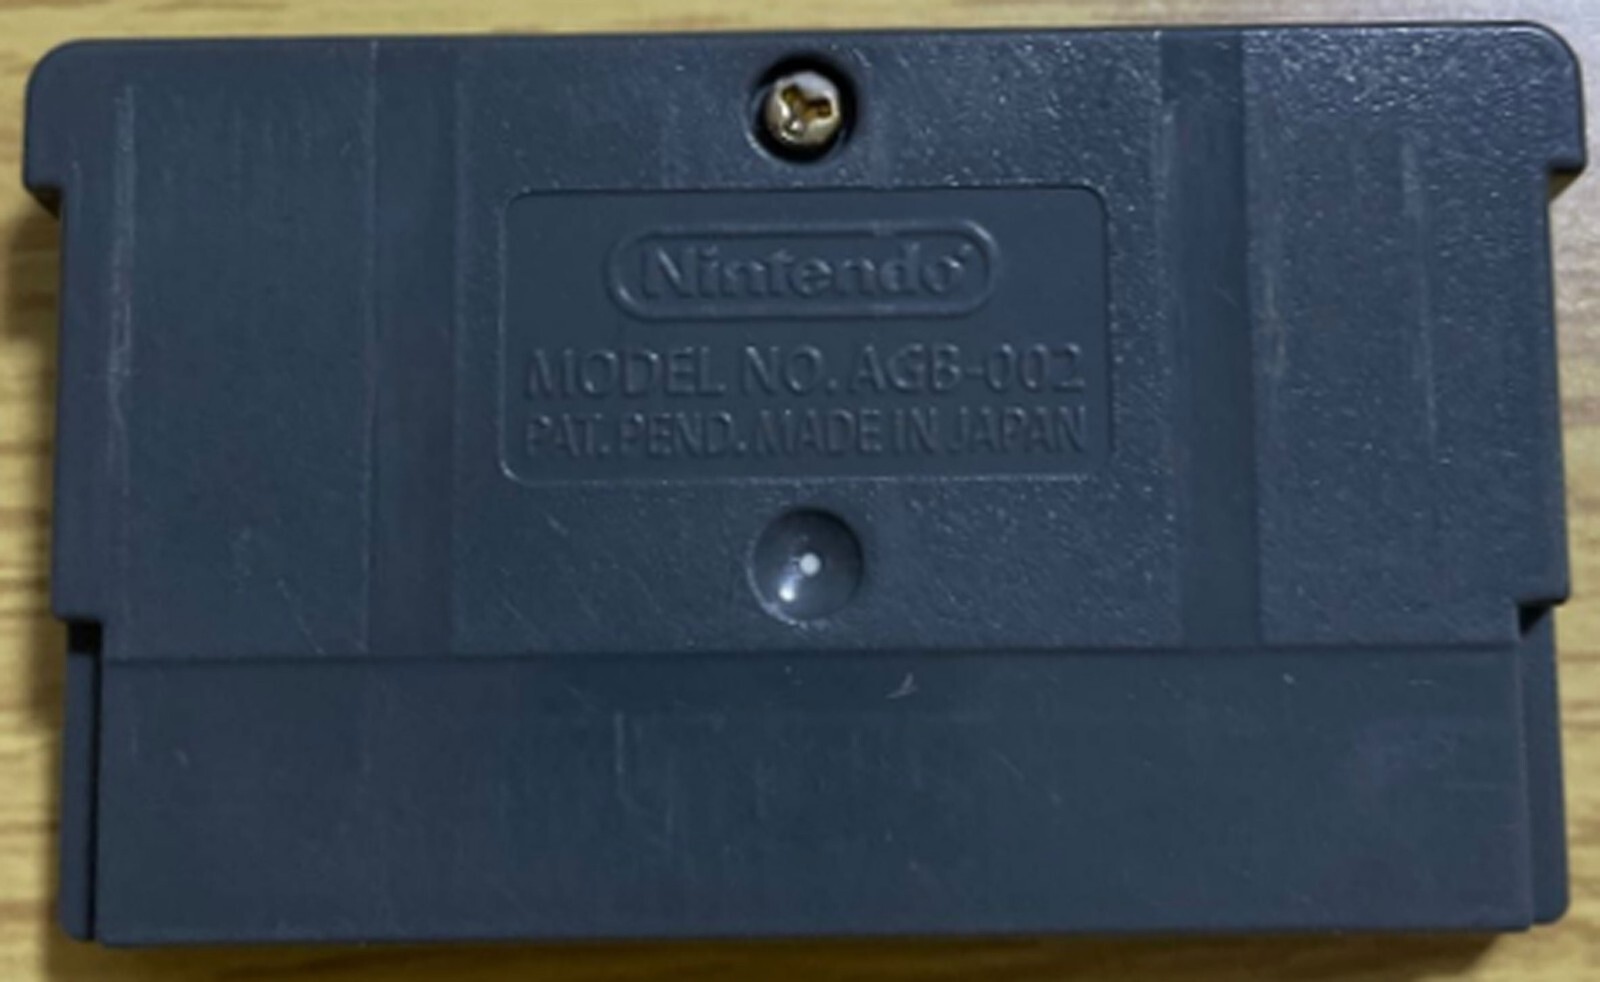 Nintendo
MODEL NO. AGB-002
PAT. PEND. MADE IN JAPAN